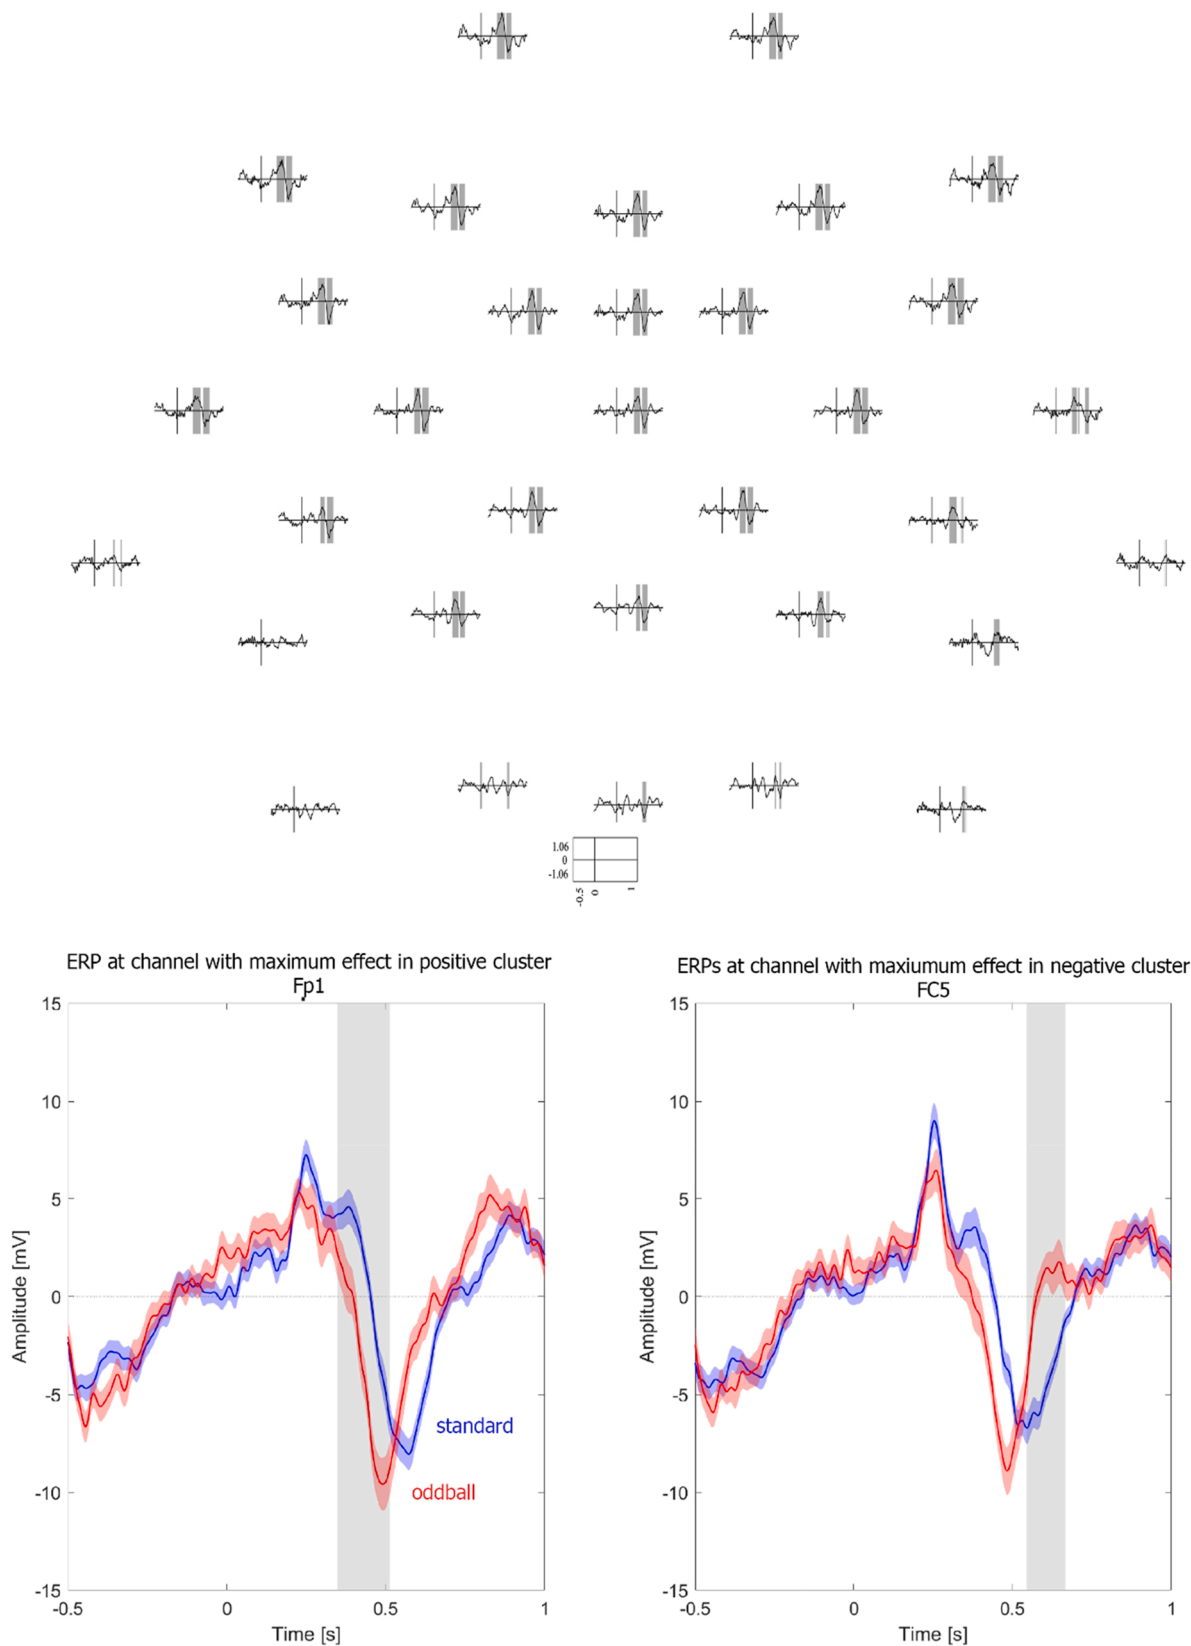 1.06
0
-1.06
-0.5
0
1
ERP at channel with maximum effect in positive cluster
Fp1
15
10
5
0
-5
-10
-15
Amplitude [mV]
standard
oddball
-0.5
0
0.5
1
Time [s]
ERPs at channel with maxiumum effect in negative cluster
FC5
15
10
5
0
-5
-10
-15
Amplitude [mV]
-0.5
0
0.5
1
Time [s]